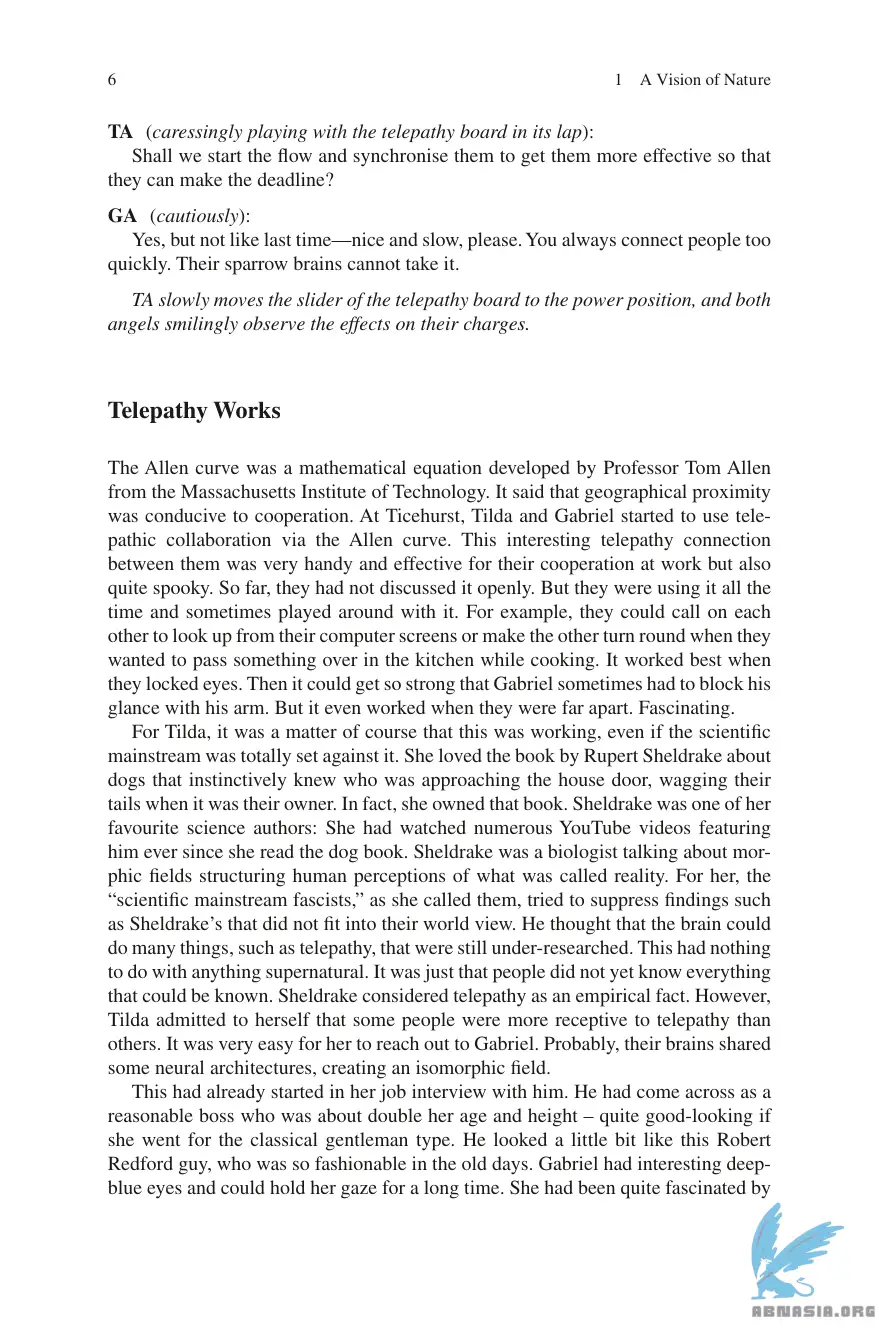 6
1 A Vision of Nature
TA (caressingly playing with the telepathy board in its lap):
Shall we start the flow and synchronise them to get them more effective so that
they can make the deadline?
GA (cautiously):
Yes, but not like last time—nice and slow, please. You always connect people too
quickly. Their sparrow brains cannot take it.
TA slowly moves the slider of the telepathy board to the power position, and both
angels smilingly observe the effects on their charges.
Telepathy Works
The Allen curve was a mathematical equation developed by Professor Tom Allen
from the Massachusetts Institute of Technology. It said that geographical proximity
was conducive to cooperation. At Ticehurst, Tilda and Gabriel started to use tele-
pathic collaboration via the Allen curve. This interesting telepathy connection
between them was very handy and effective for their cooperation at work but also
quite spooky. So far, they had not discussed it openly. But they were using it all the
time and sometimes played around with it. For example, they could call on each
other to look up from their computer screens or make the other turn round when they
wanted to pass something over in the kitchen while cooking. It worked best when
they locked eyes. Then it could get so strong that Gabriel sometimes had to block his
glance with his arm. But it even worked when they were far apart. Fascinating.
For Tilda, it was a matter of course that this was working, even if the scientific
mainstream was totally set against it. She loved the book by Rupert Sheldrake about
dogs that instinctively knew who was approaching the house door, wagging their
tails when it was their owner. In fact, she owned that book. Sheldrake was one of her
favourite science authors: She had watched numerous YouTube videos featuring
him ever since she read the dog book. Sheldrake was a biologist talking about mor-
phic fields structuring human perceptions of what was called reality. For her, the
“scientific mainstream fascists,” as she called them, tried to suppress findings such
as Sheldrake’s that did not fit into their world view. He thought that the brain could
do many things, such as telepathy, that were still under-researched. This had nothing
to do with anything supernatural. It was just that people did not yet know everything
that could be known. Sheldrake considered telepathy as an empirical fact. However,
Tilda admitted to herself that some people were more receptive to telepathy than
others. It was very easy for her to reach out to Gabriel. Probably, their brains shared
some neural architectures, creating an isomorphic field.
This had already started in her job interview with him. He had come across as a
reasonable boss who was about double her age and height – quite good-looking if
she went for the classical gentleman type. He looked a little bit like this Robert
Redford guy, who was so fashionable in the old days. Gabriel had interesting deep-
blue eyes and could hold her gaze for a long time. She had been quite fascinated by
ABNASIA.ORG